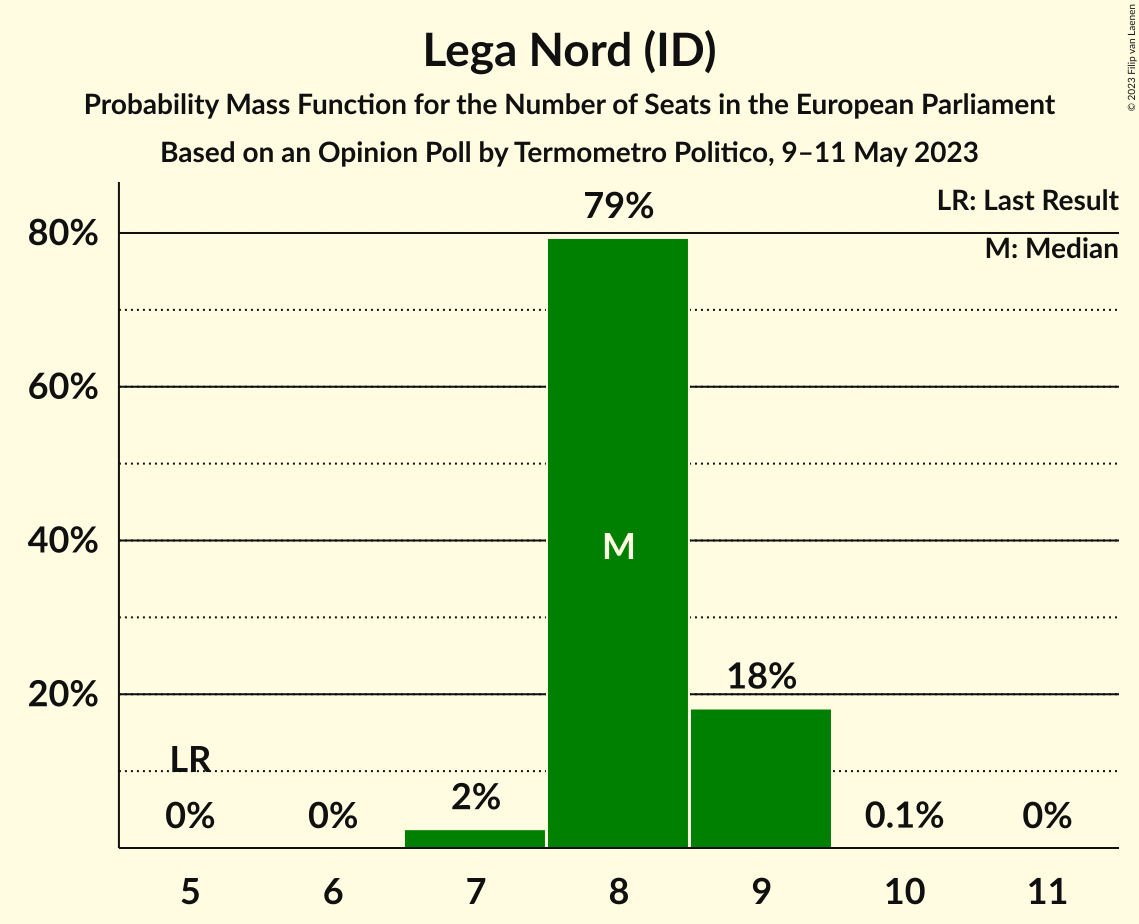 Lega Nord (ID)
Probability Mass Function for the Number of Seats in the European Parliament
Based on an Opinion Poll by Termometro Politico, 9–11 May 2023
© 2023 Filip van Laenen
LR: Last Result
M: Median
79%
80%
60%
40%
M
18%
20%
LR
0%
0%
2%
0.1%
0%
5
6
7
8
9
10
11